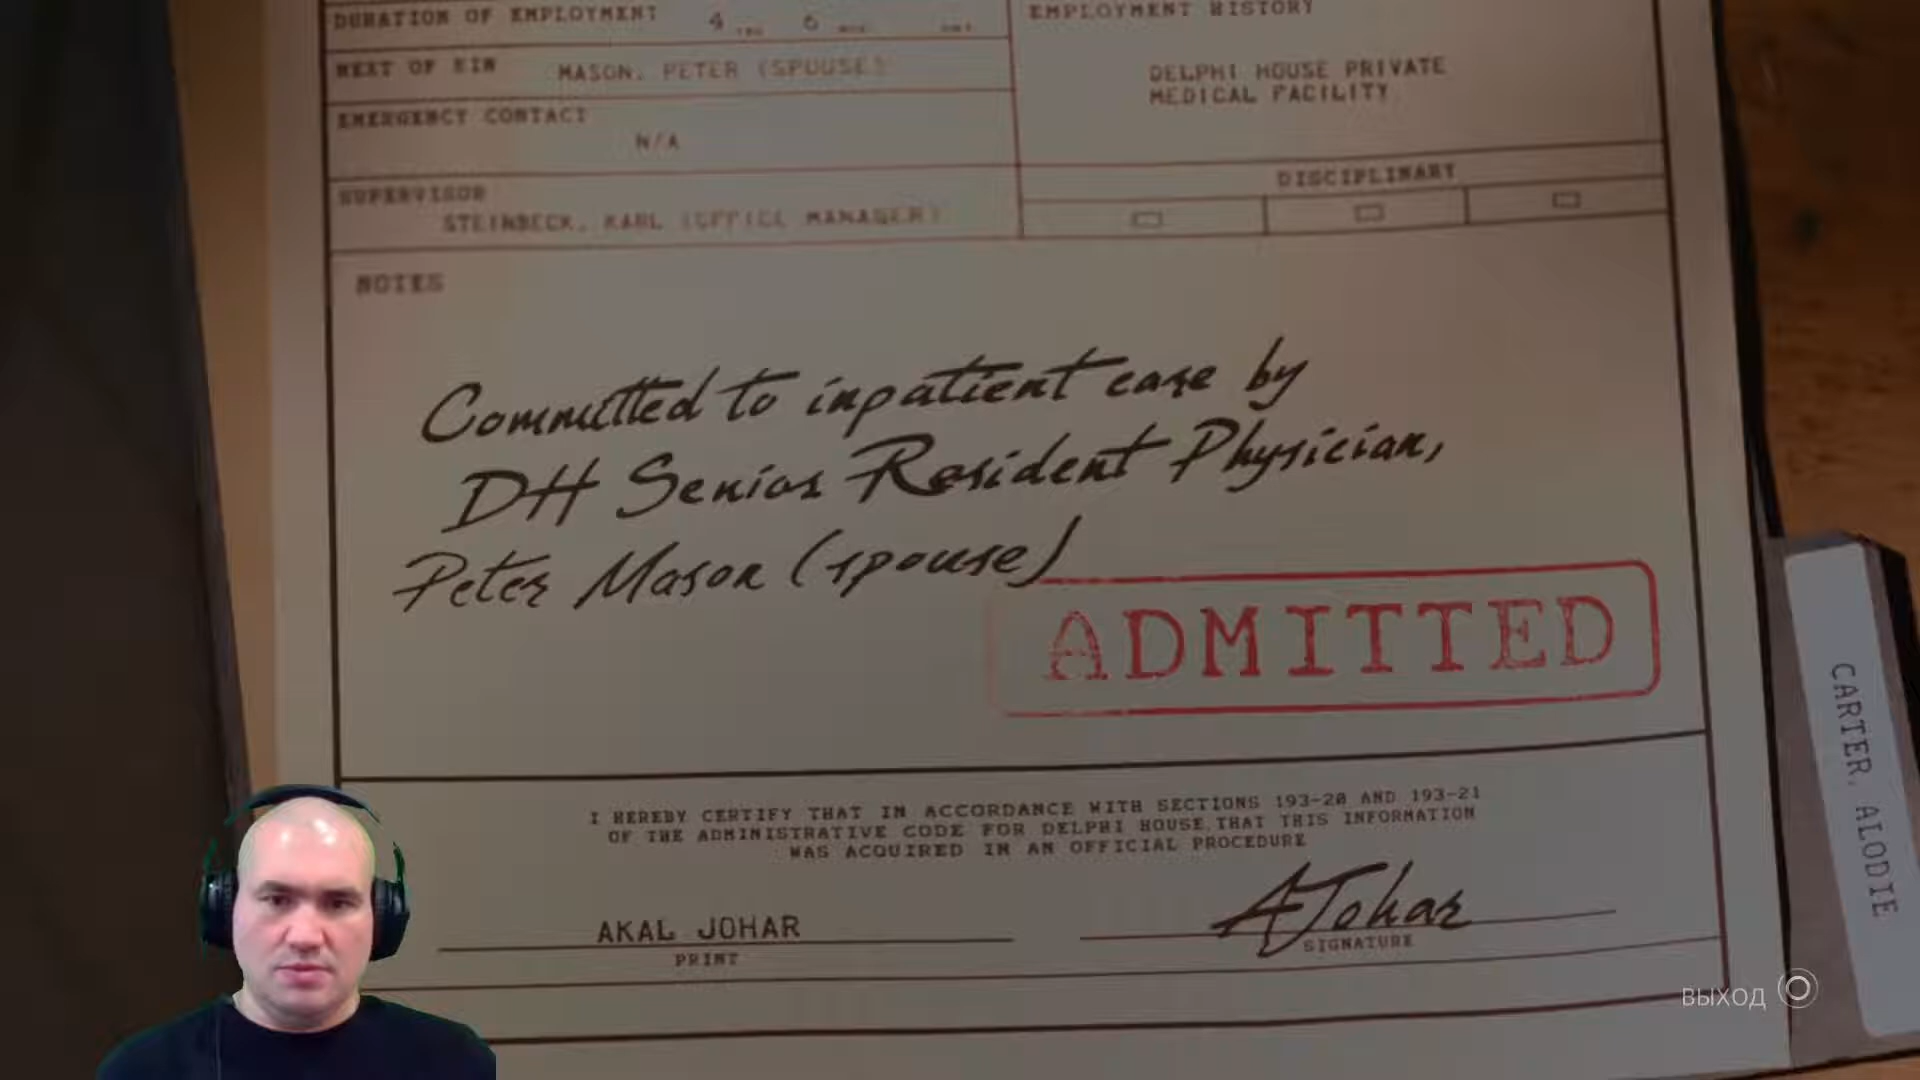 DURATION OF EMPLOYMENT 4 YRS 6 MOS.
EMPLOYMENT HISTORY
NEXT OF KIN MASON, PETER (SPOUSE)
DELPHI HOUSE PRIVATE
MEDICAL FACILITY
EMERGENCY CONTACT
N/A
DISCIPLINARY
SUPERVISOR
STEINBECK, KARL (OFFICE MANAGER)
NOTES
Committed to inpatient care by
DH Senior Resident Physician,
Peter Mason (spouse)
ADMITTED
I HEREBY CERTIFY THAT IN ACCORDANCE WITH SECTIONS 193-20 AND 193-21
OF THE ADMINISTRATIVE CODE FOR DELPHI HOUSE, THAT THIS INFORMATION
WAS ACQUIRED IN AN OFFICIAL PROCEDURE
AKAL JOHAR
PRINT
AJohar
SIGNATURE
CARTER, ALODIE
ВЫХОД